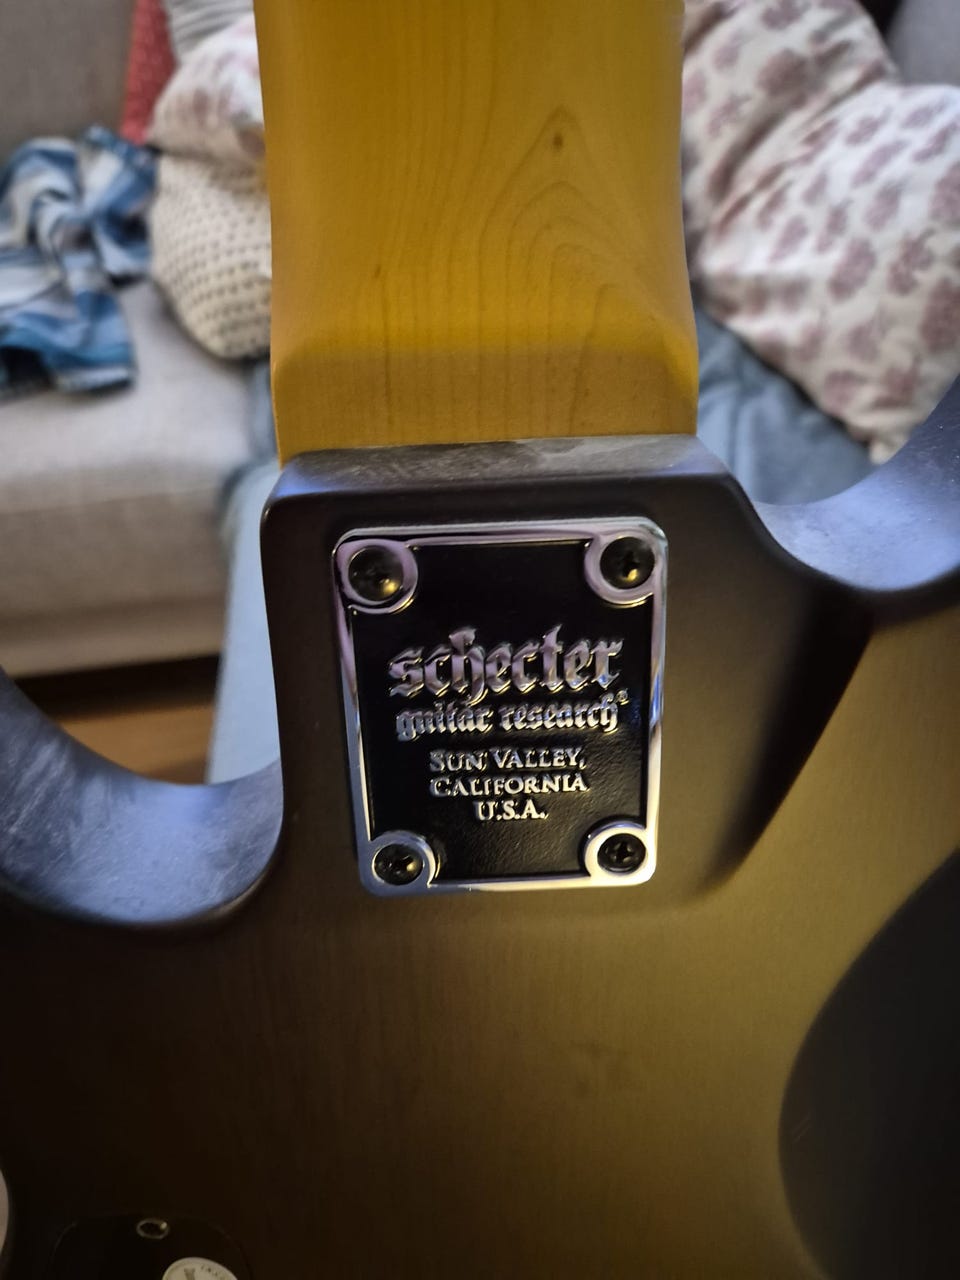 schecter
guitar research®
SUN VALLEY,
CALIFORNIA
U.S.A.